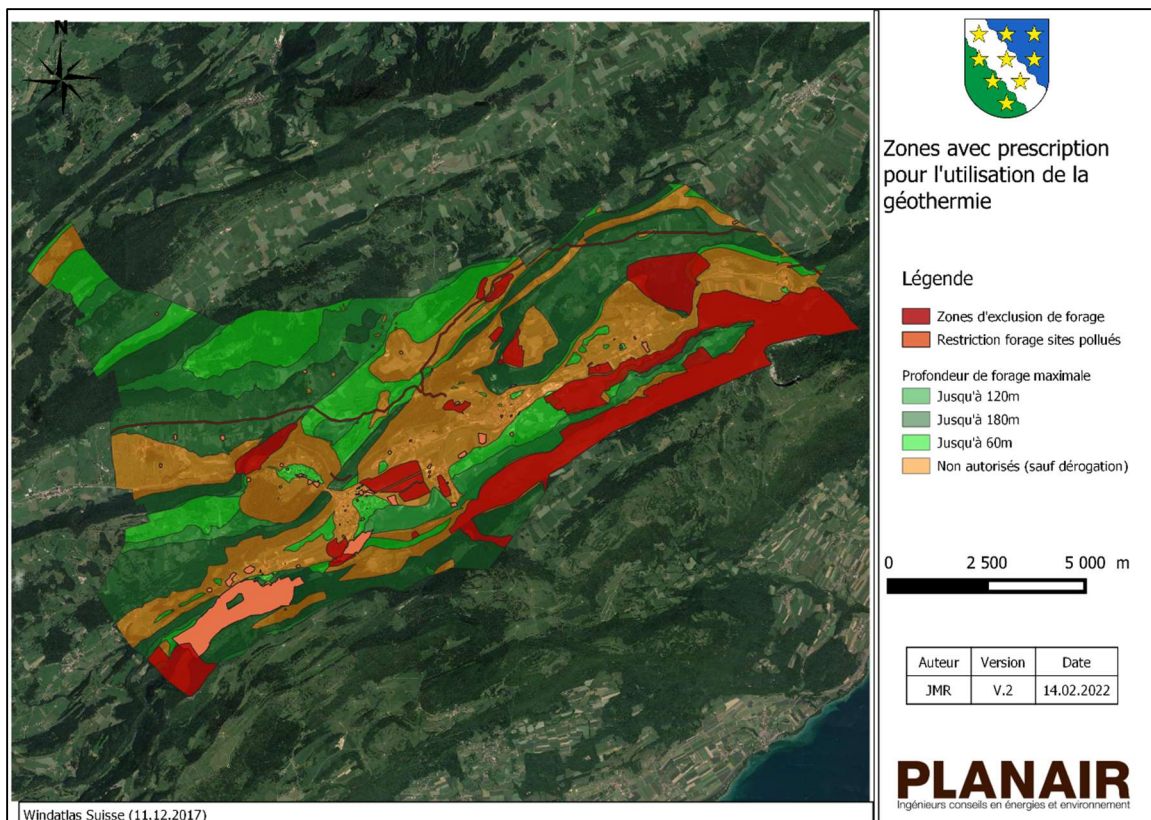 N
Zones avec prescription
pour l'utilisation de la
géothermie
Légende
Zones d'exclusion de forage
Restriction forage sites pollués
Profondeur de forage maximale
Jusqu'à 120m
Jusqu'à 180m
Jusqu'à 60m
Non autorisés (sauf dérogation)
0 2 500 5 000 m
Auteur Version Date
JMR V.2 14.02.2022
PLANAIR
Ingénieurs conseils en énergies et environnement
Windatlas Suisse (11.12.2017)